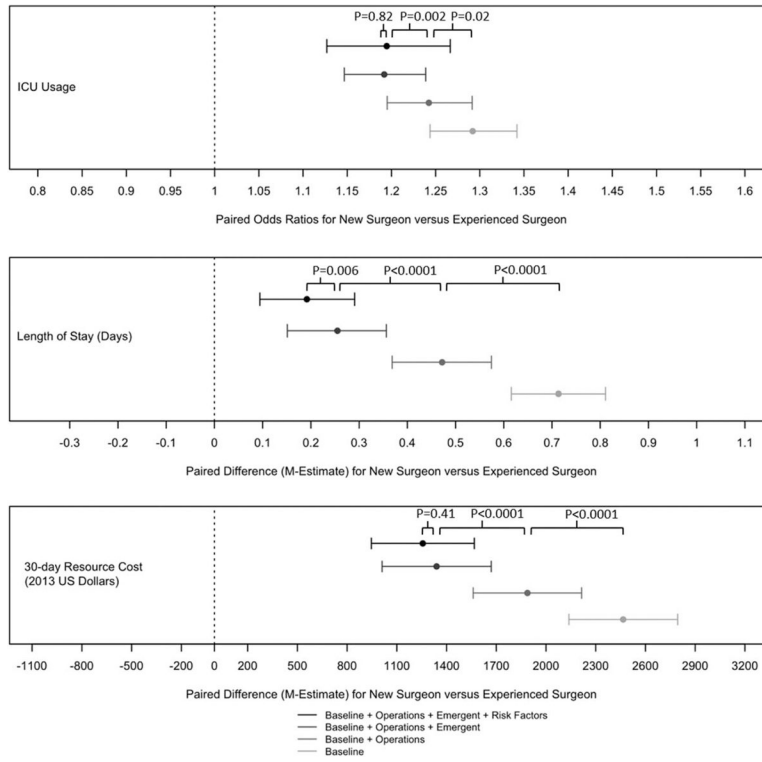 P=0.82 P=0.002 P=0.02
ICU Usage
0.8 0.85 0.9 0.95 1 1.05 1.1 1.15 1.2 1.25 1.3 1.35 1.4 1.45 1.5 1.55 1.6
Paired Odds Ratios for New Surgeon versus Experienced Surgeon
P=0.006 P<0.0001 P<0.0001
Length of Stay (Days)
-0.3 -0.2 -0.1 0 0.1 0.2 0.3 0.4 0.5 0.6 0.7 0.8 0.9 1 1.1
Paired Difference (M-Estimate) for New Surgeon versus Experienced Surgeon
P=0.41 P<0.0001 P<0.0001
30-day Resource Cost
(2013 US Dollars)
-1100 -800 -500 -200 0 200 500 800 1100 1400 1700 2000 2300 2600 2900 3200
Paired Difference (M-Estimate) for New Surgeon versus Experienced Surgeon
Baseline + Operations + Emergent + Risk Factors
Baseline + Operations + Emergent
Baseline + Operations
Baseline